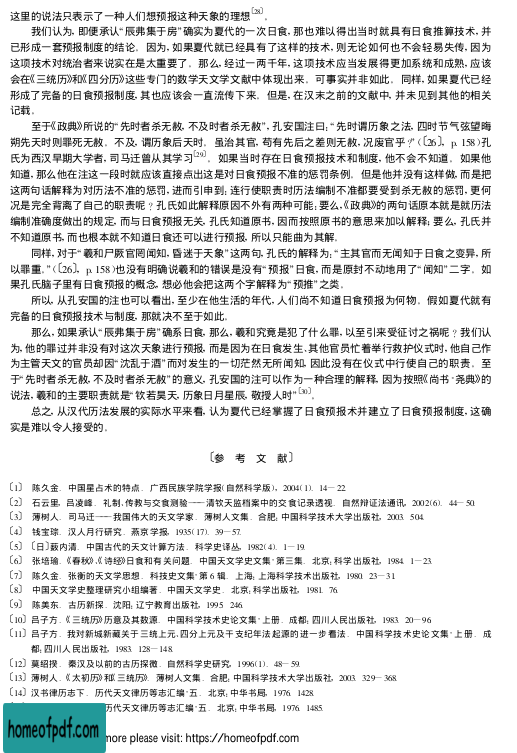 这里的说法只表示了一种人们想预报这种天象的理想〔28〕。
我们认为,即便承认“辰弗集于房”确实为夏代的一次日食,那也难以得出当时就具有日食推算技术,并
已形成一套预报制度的结论。因为,如果夏代就已经具有了这样的技术,则无论如何也不会轻易失传,因为
这项技术对统治者来说实在是太重要了。那么,经过一两千年,这项技术应当发展得更加系统和成熟,应该
会在《三统历》和《四分历》这些专门的数学天文学文献中体现出来。可事实并非如此。同样,如果夏代已经
形成了完备的日食预报制度,其也应该会一直流传下来。但是,在汉末之前的文献中,并未见到其他的相关
记载。
至于《政典》所说的“先时者杀无赦,不及时者杀无赦”,孔安国注曰:“先时谓历象之法,四时节气弦望晦
朔先天时则罪死无赦。不及,谓历象后天时。虽治其官,苟有先后之差则无赦,况废官乎?”(〔26〕, p. 158)孔
氏为西汉早期大学者,司马迁曾从其学习〔29〕。如果当时存在日食预报技术和制度,他不会不知道。如果他
知道,那么他在注这一段时就应该直接点出这是对日食预报不准的惩罚条例。但是他并没有这样做,而是把
这两句话解释为对历法不准的惩罚,进而引申到:连行使职责时历法编制不准都要受到杀无赦的惩罚,更何
况是完全背离了自己的职责呢?孔氏如此解释原因不外有两种可能:要么,《政典》的两句话原本就是就历法
编制准确度做出的规定,而与日食预报无关,孔氏知道原书,因而按照原书的意思来加以解释;要么,孔氏并
不知道原书,而也根本就不知道日食还可以进行预报,所以只能曲为其解。
同样,对于“羲和尸厥官罔闻知,昏迷于天象”这两句,孔氏的解释为:“主其官而无闻知于日食之变异,所
以罪重。”(〔26〕, p. 158)也没有明确说羲和的错误是没有“预报”日食,而是原封不动地用了“闻知”二字。如
果孔氏脑子里有日食预报的概念,想必他会把这两个字解释为“预推”之类。
所以,从孔安国的注也可以看出,至少在他生活的年代,人们尚不知道日食预报为何物。假如夏代就有
完备的日食预报技术与制度,那就决不至于如此。
那么,如果承认“辰弗集于房”确系日食,那么,羲和究竟是犯了什么罪,以至引来受征讨之祸呢?我们认
为,他的罪过并非没有对这次天象进行预报,而是因为在日食发生、其他官员忙着举行救护仪式时,他自己作
为主管天文的官员却因“沈乱于酒”而对发生的一切茫然无所闻知,因此没有在仪式中行使自己的职责。至
于“先时者杀无赦,不及时者杀无赦”的意义,孔安国的注可以作为一种合理的解释,因为按照《尚书·尧典》的
说法,羲和的主要职责就是“钦若昊天,历象日月星辰,敬授人时”〔30〕。
总之,从汉代历法发展的实际水平来看,认为夏代已经掌握了日食预报术并建立了日食预报制度,这确
实是难以令人接受的。
〔参 考 文 献〕
〔1〕 陈久金. 中国星占术的特点. 广西民族学院学报(自然科学版), 2004(1). 14—22.
〔2〕 石云里, 吕凌峰. 礼制、传教与交食测验——清钦天监档案中的交食记录透视. 自然辩证法通讯, 2002(6). 44—50.
〔3〕 薄树人. 司马迁——我国伟大的天文学家. 薄树人文集. 合肥: 中国科学技术大学出版社, 2003. 504.
〔4〕 钱宝琮. 汉人月行研究. 燕京学报, 1935(17). 39—57.
〔5〕 〔日〕薮内清. 中国古代的天文计算方法. 科学史译丛, 1982(4). 1—19.
〔6〕 张培瑜. 《春秋》、《诗经》日食和有关问题. 中国天文学史文集·第三集. 北京: 科学出版社, 1984. 1—23.
〔7〕 陈久金. 张衡的天文学思想. 科技史文集·第6辑. 上海: 上海科学技术出版社, 1980. 23—31.
〔8〕 中国天文学史整理研究小组编著. 中国天文学史. 北京: 科学出版社, 1981. 76.
〔9〕 陈美东. 古历新探. 沈阳: 辽宁教育出版社, 1995. 246.
〔10〕 吕子方. 《三统历》历意及其数源. 中国科学技术史论文集·上册. 成都: 四川人民出版社, 1983. 20—96.
〔11〕 吕子方. 我对新城新藏关于三统上元、四分上元及干支纪年法起源的进一步看法. 中国科学技术史论文集·上册. 成
都: 四川人民出版社, 1983. 128—148.
〔12〕 莫绍揆. 秦汉及以前的古历探微. 自然科学史研究, 1996(1). 48—59.
〔13〕 薄树人. 《太初历》和《三统历》. 薄树人文集. 合肥: 中国科学技术大学出版社, 2003. 329—368.
〔14〕 汉书律历志下. 历代天文律历等志汇编·五. 北京: 中华书局, 1976. 1428.
历代天文律历等志汇编·五. 北京: 中华书局, 1976. 1485.
homeofpdf.com
more please visit: https://homeofpdf.com